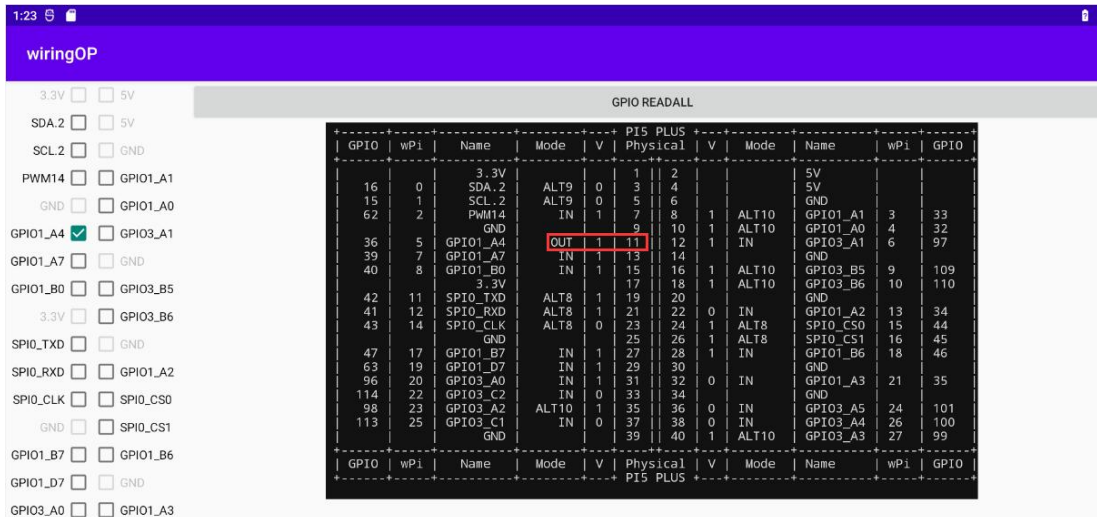 1:23
wiringOP
3.3V 5V
SDA.2 5V
SCL.2 GND
PWM14 GPIO1_A1
GND GPIO1_A0
GPIO1_A4 GPIO3_A1
GPIO1_A7 GND
GPIO1_B0 GPIO3_B5
3.3V GPIO3_B6
SPI0_TXD GND
SPI0_RXD GPIO1_A2
SPI0_CLK SPI0_CS0
GND SPI0_CS1
GPIO1_B7 GPIO1_B6
GPIO1_D7 GND
GPIO3_A0 GPIO1_A3
GPIO READALL
+------+-----+----------+--------+---+ PI5 PLUS +---+--------+----------+-----+------+
| GPIO | wPi | Name | Mode | V | Physical | V | Mode | Name | wPi | GPIO |
+------+-----+----------+--------+---+----++----+---+--------+----------+-----+------+
| | | 3.3V | | | 1 || 2 | | | 5V | | |
| 16 | 0 | SDA.2 | ALT9 | 0 | 3 || 4 | | | 5V | | |
| 15 | 1 | SCL.2 | ALT9 | 0 | 5 || 6 | | | GND | | |
| 62 | 2 | PWM14 | IN | 1 | 7 || 8 | 1 | ALT10 | GPIO1_A1 | 3 | 33 |
| | | GND | | | 9 || 10 | 1 | ALT10 | GPIO1_A0 | 4 | 32 |
| 36 | 5 | GPIO1_A4 | OUT | 1 | 11 || 12 | 1 | IN | GPIO3_A1 | 6 | 97 |
| 39 | 7 | GPIO1_A7 | IN | 1 | 13 || 14 | | | GND | | |
| 40 | 8 | GPIO1_B0 | IN | 1 | 15 || 16 | 1 | ALT10 | GPIO3_B5 | 9 | 109 |
| | | 3.3V | | | 17 || 18 | 1 | ALT10 | GPIO3_B6 | 10 | 110 |
| 42 | 11 | SPI0_TXD | ALT8 | 1 | 19 || 20 | | | GND | | |
| 41 | 12 | SPI0_RXD | ALT8 | 1 | 21 || 22 | 0 | IN | GPIO1_A2 | 13 | 34 |
| 43 | 14 | SPI0_CLK | ALT8 | 0 | 23 || 24 | 1 | ALT8 | SPI0_CS0 | 15 | 44 |
| | | GND | | | 25 || 26 | 1 | ALT8 | SPI0_CS1 | 16 | 45 |
| 47 | 17 | GPIO1_B7 | IN | 1 | 27 || 28 | 1 | IN | GPIO1_B6 | 18 | 46 |
| 63 | 19 | GPIO1_D7 | IN | 1 | 29 || 30 | | | GND | | |
| 96 | 20 | GPIO3_A0 | IN | 1 | 31 || 32 | 0 | IN | GPIO1_A3 | 21 | 35 |
| 114 | 22 | GPIO3_C2 | IN | 0 | 33 || 34 | | | GND | | |
| 98 | 23 | GPIO3_A2 | ALT10 | 1 | 35 || 36 | 0 | IN | GPIO3_A5 | 24 | 101 |
| 113 | 25 | GPIO3_C1 | IN | 0 | 37 || 38 | 0 | IN | GPIO3_A4 | 26 | 100 |
| | | GND | | | 39 || 40 | 1 | ALT10 | GPIO3_A3 | 27 | 99 |
+------+-----+----------+--------+---+----++----+---+--------+----------+-----+------+
| GPIO | wPi | Name | Mode | V | Physical | V | Mode | Name | wPi | GPIO |
+------+-----+----------+--------+---+ PI5 PLUS +---+--------+----------+-----+------+